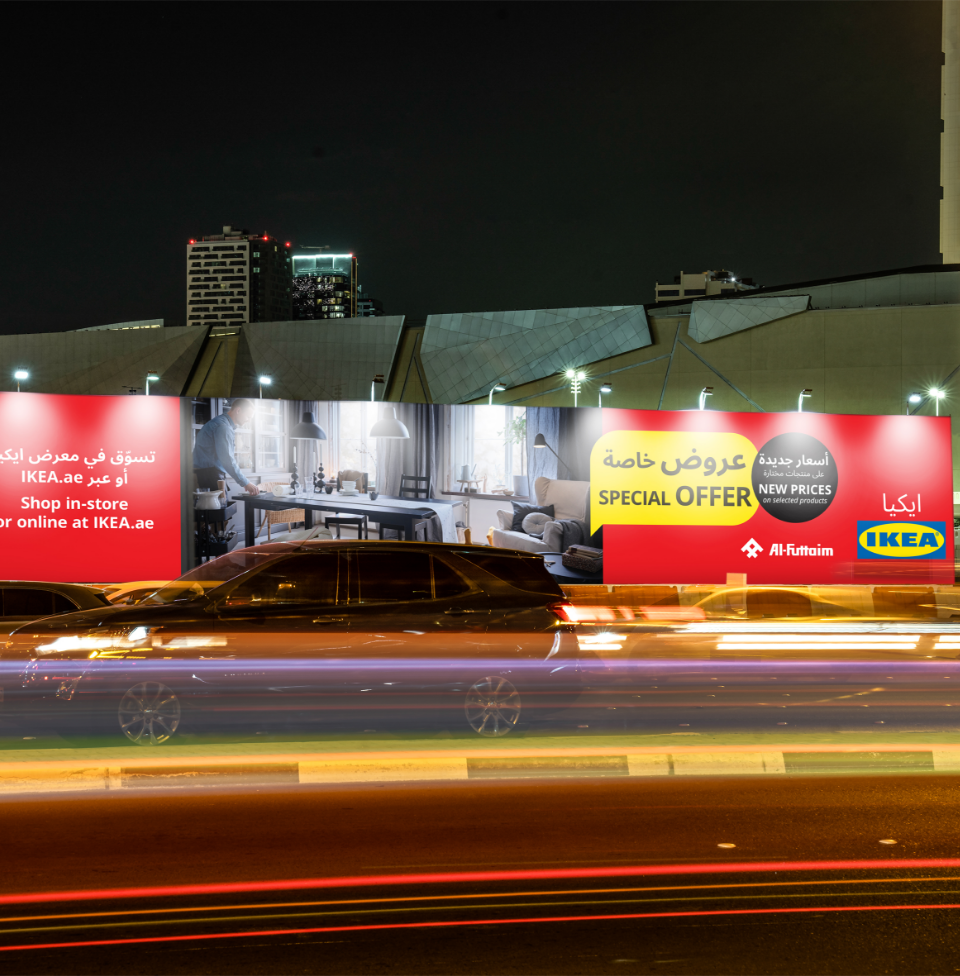 تسوّق في معرض ايكيا
أو عبر IKEA.ae
Shop in-store
or online at IKEA.ae
عروض خاصة
SPECIAL OFFER
أسعار جديدة
على منتجات مختارة
NEW PRICES
on selected products
Al-Futtaim
ايكيا
IKEA